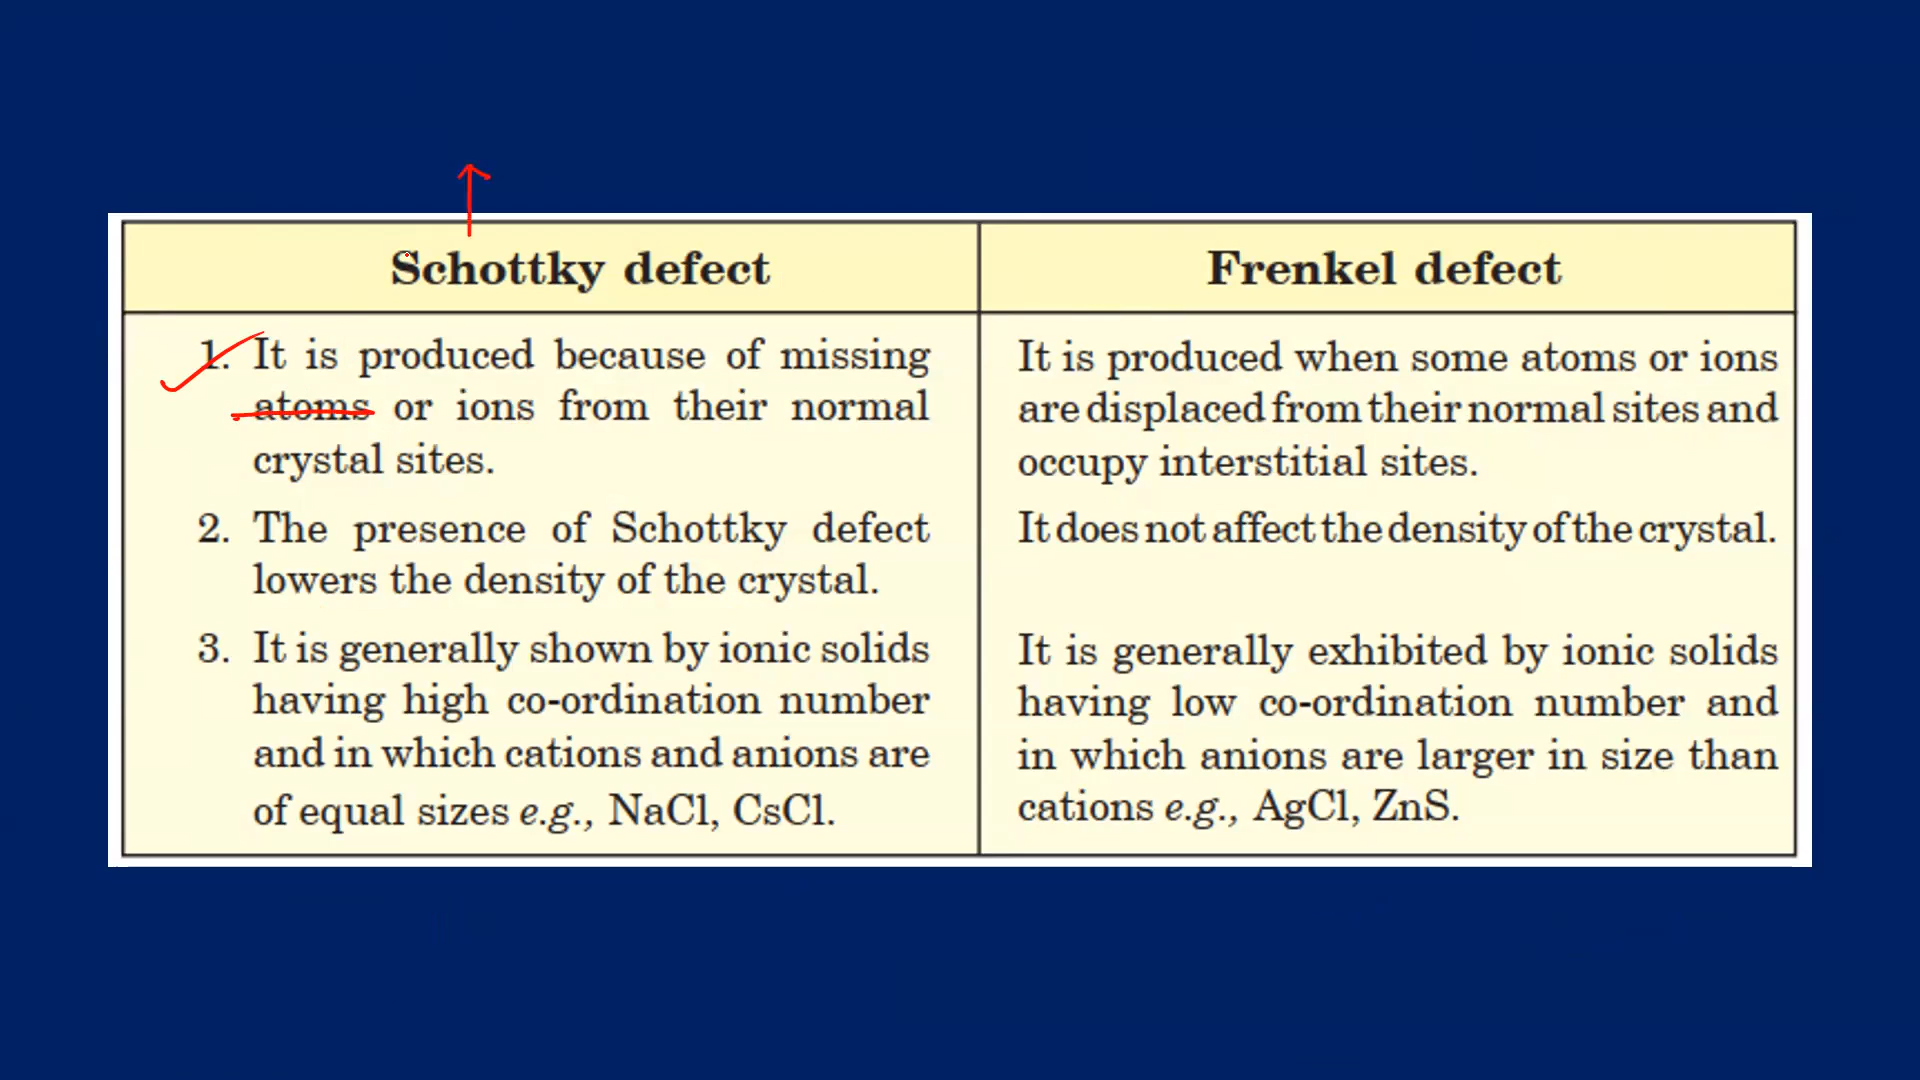 Schottky defect
Frenkel defect
1. It is produced because of missing
atoms or ions from their normal
crystal sites.
It is produced when some atoms or ions
are displaced from their normal sites and
occupy interstitial sites.
2. The presence of Schottky defect
lowers the density of the crystal.
It does not affect the density of the crystal.
3. It is generally shown by ionic solids
having high co-ordination number
and in which cations and anions are
of equal sizes e.g., NaCl, CsCl.
It is generally exhibited by ionic solids
having low co-ordination number and
in which anions are larger in size than
cations e.g., AgCl, ZnS.